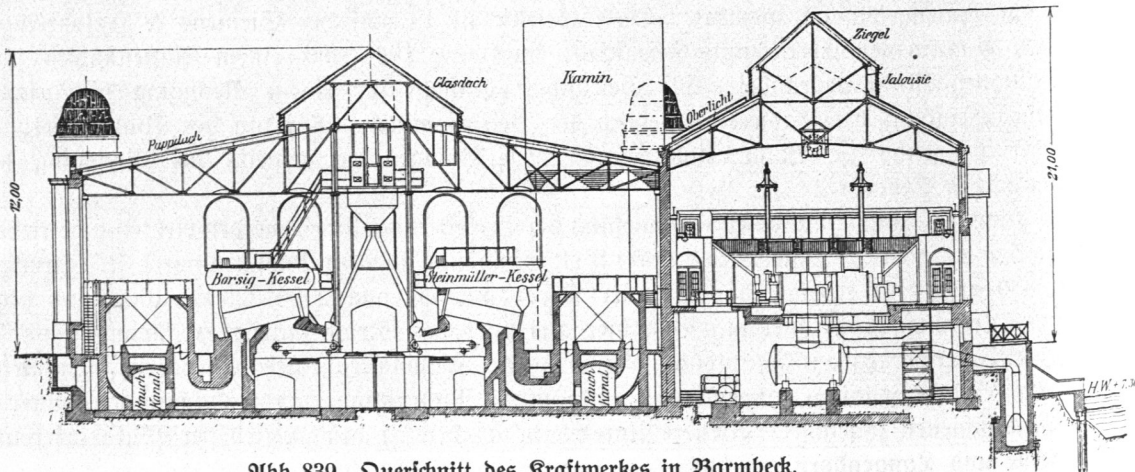 Zirgel
Glasdach
Kamin
Jalousie
Oberlicht
Pappdach
12,00
21,00
Borsig-Kessel
Steinmüller-Kessel
Rauch
Kanal
Rauch
Kanal
Abb. 839. Querschnitt des Kraftwerkes in Barmbeck.